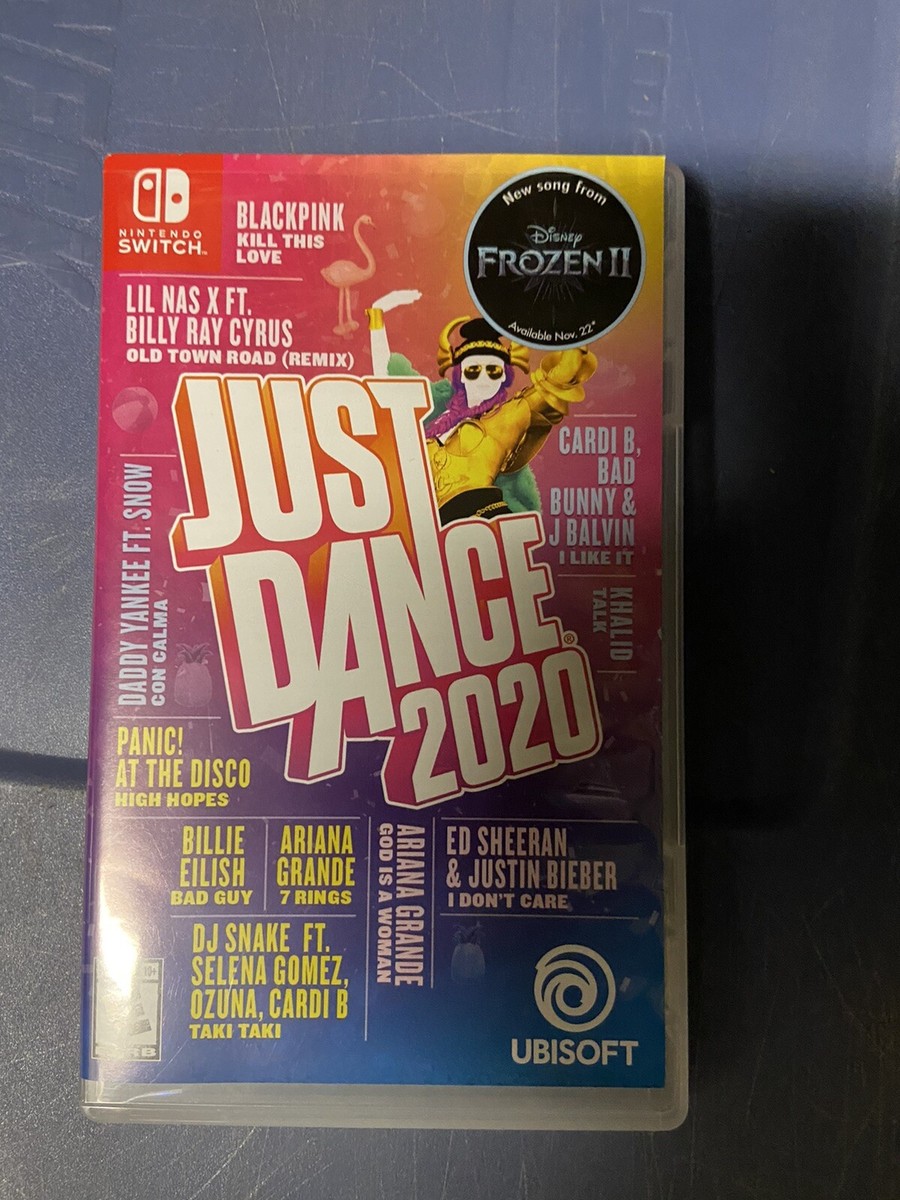 NINTENDO
SWITCH™
BLACKPINK
KILL THIS
LOVE
New song from
Disney
FROZEN II
Available Nov. 22*
LIL NAS X FT.
BILLY RAY CYRUS
OLD TOWN ROAD (REMIX)
JUST
DANCE®
2020
CARDI B,
BAD
BUNNY &
J BALVIN
I LIKE IT
DADDY YANKEE FT. SNOW
CON CALMA
KHALID
TALK
PANIC!
AT THE DISCO
HIGH HOPES
BILLIE
EILISH
BAD GUY
ARIANA
GRANDE
7 RINGS
ARIANA GRANDE
GOD IS A WOMAN
ED SHEERAN
& JUSTIN BIEBER
I DON'T CARE
DJ SNAKE FT.
SELENA GOMEZ,
OZUNA, CARDI B
TAKI TAKI
10+
UBISOFT